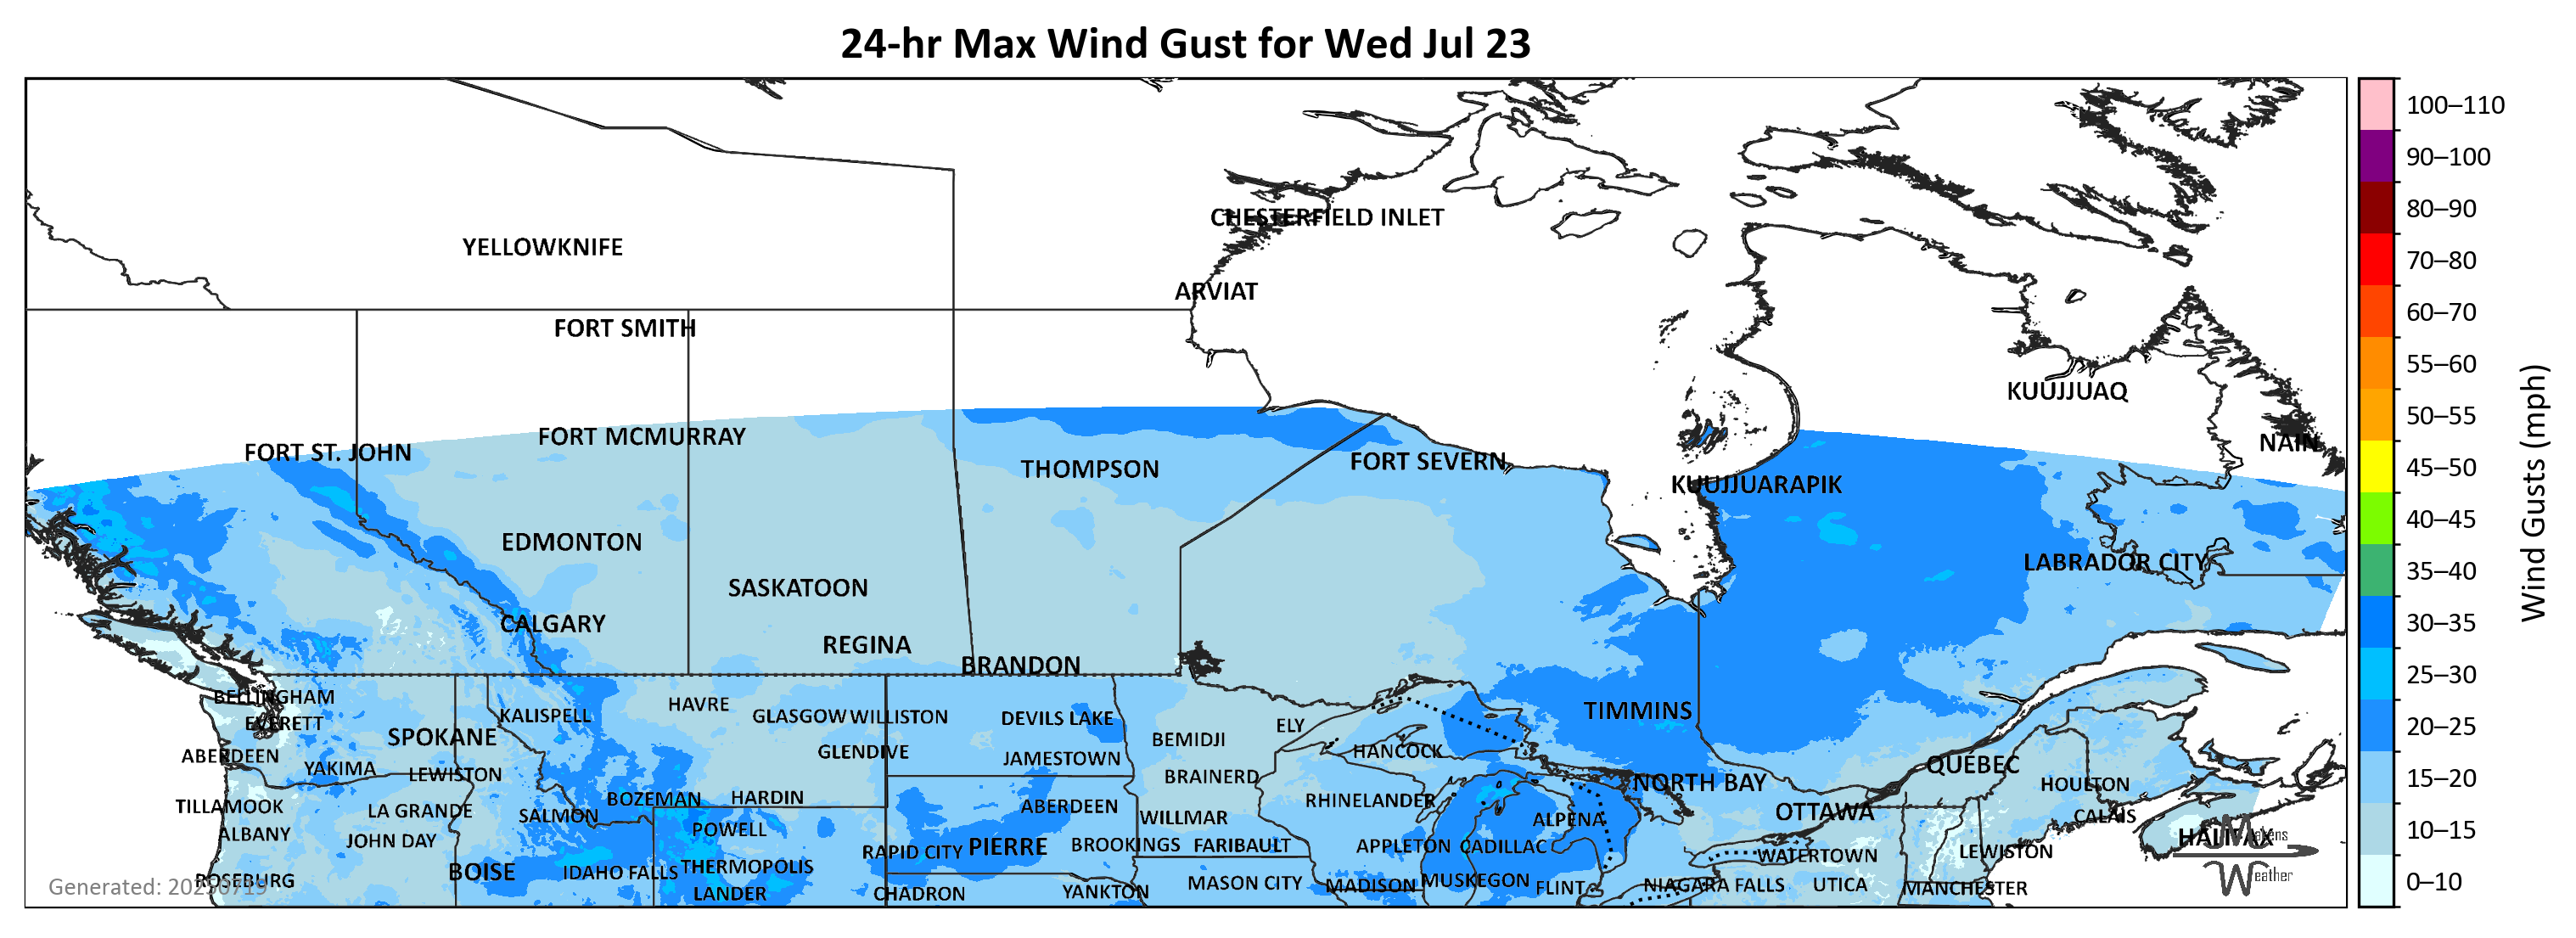 24-hr Max Wind Gust for Wed Jul 23
100–110
90–100
80–90
70–80
60–70
55–60
50–55
45–50
40–45
35–40
30–35
25–30
20–25
15–20
10–15
0–10
Wind Gusts (mph)
CHESTERFIELD INLET
YELLOWKNIFE
ARVIAT
FORT SMITH
KUUJJUAQ
FORT MCMURRAY
NAIN
FORT ST. JOHN
FORT SEVERN
THOMPSON
KUUJJUARAPIK
EDMONTON
LABRADOR CITY
SASKATOON
CALGARY
REGINA
BRANDON
BELLINGHAM
HAVRE
KALISPELL
GLASGOW
WILLISTON
DEVILS LAKE
TIMMINS
EVERETT
ELY
SPOKANE
BEMIDJI
HANCOCK
GLENDIVE
ABERDEEN
JAMESTOWN
QUÉBEC
YAKIMA
LEWISTON
BRAINERD
NORTH BAY
HOULTON
BOZEMAN
HARDIN
RHINELANDER
TILLAMOOK
LA GRANDE
ABERDEEN
OTTAWA
SALMON
WILLMAR
ALPENA
CALAIS
POWELL
ALBANY
HALIFAX
JOHN DAY
RAPID CITY
PIERRE
BROOKINGS
FARIBAULT
APPLETON
CADILLAC
LEWISTON
WATERTOWN
BOISE
IDAHO FALLS
THERMOPOLIS
ROSEBURG
MASON CITY
MADISON
MUSKEGON
FLINT
NIAGARA FALLS
UTICA
MANCHESTER
LANDER
CHADRON
YANKTON
Generated: 20250719
Makens
Weather